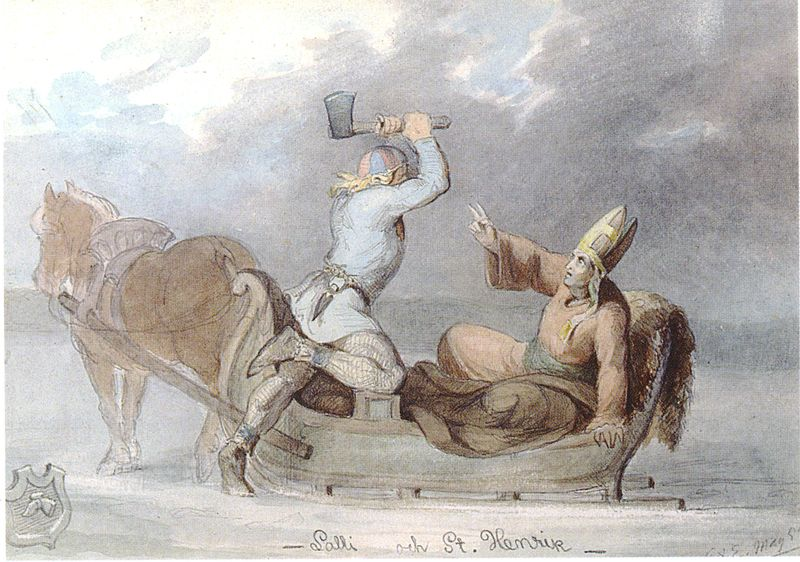 — Lalli och St. Henrik —